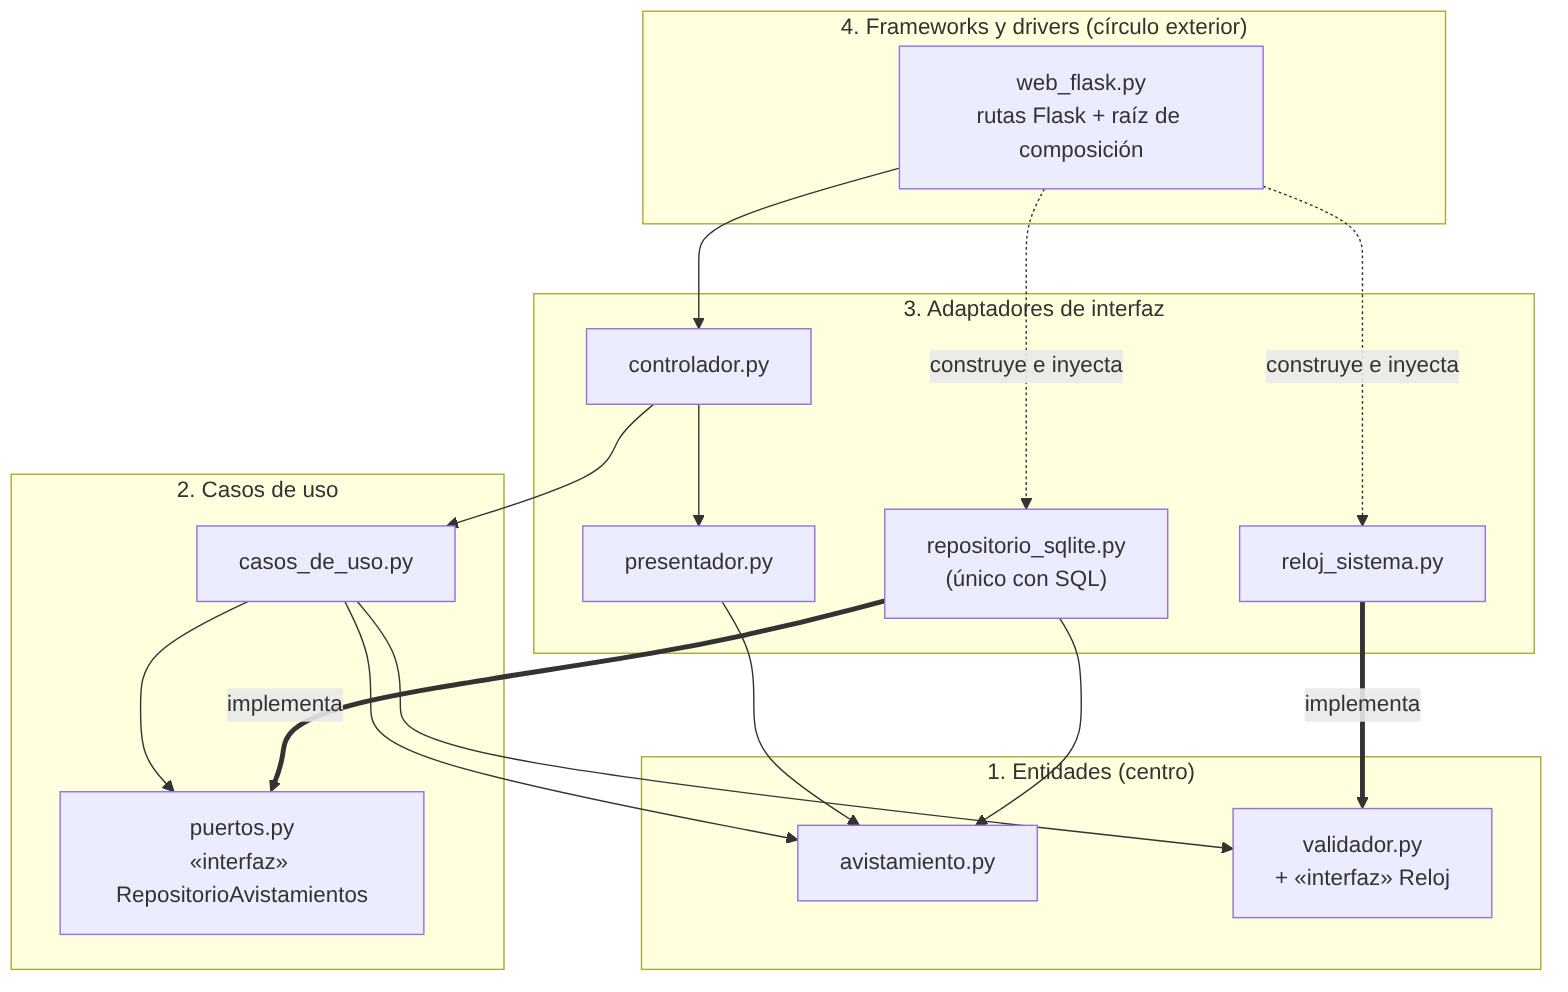 4. Frameworks y drivers (círculo exterior)
web_flask.py
rutas Flask + raíz de
composición
3. Adaptadores de interfaz
controlador.py
construye e inyecta
construye e inyecta
2. Casos de uso
casos_de_uso.py
presentador.py
repositorio_sqlite.py
(único con SQL)
reloj_sistema.py
implementa
implementa
1. Entidades (centro)
puertos.py
«interfaz»
RepositorioAvistamientos
avistamiento.py
validador.py
+ «interfaz» Reloj